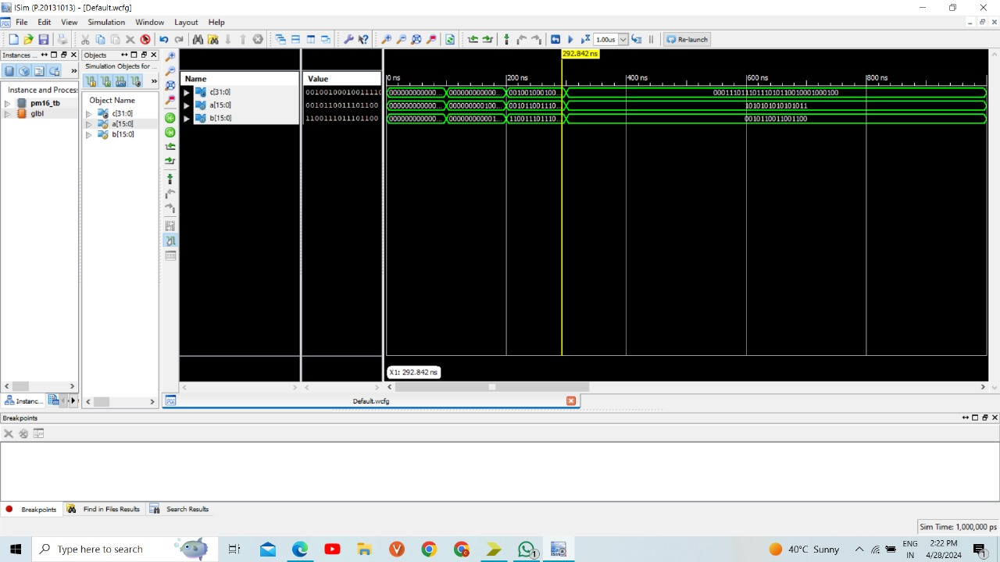 ISim (P.20131013) - [Default.wcfg]
File Edit View Simulation Window Layout Help
1.00us Re-launch
Instances ... Objects
Simulation Objects for ...
Instance and Process
pm16_tb
glbl
Object Name
c[31:0]
a[15:0]
b[15:0]
Name Value
c[31:0] 0010010001001111
a[15:0] 0010110011101100
b[15:0] 1100111011101100
292.842 ns
0 ns 200 ns 400 ns 600 ns 800 ns
000000000000... 000000000000... 001001000100...
000000000000... 000000000100... 001011001110... 1010101010101011
000000000000... 000000000001... 110011101110... 0010110011001100
X1: 292.842 ns
Instanc...
Default.wcfg
Breakpoints
Breakpoints Find in Files Results Search Results
Sim Time: 1,000,000 ps
Type here to search
40°C Sunny
ENG
IN
2:22 PM
4/28/2024
1
1